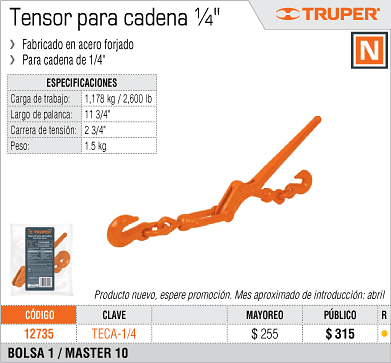 Tensor para cadena ¼"
TRUPER®
Fabricado en acero forjado
Para cadena de 1/4"
N
ESPECIFICACIONES
Carga de trabajo: 1,178 kg / 2,600 lb
Largo de palanca: 11 3/4"
Carrera de tensión: 2 3/4"
Peso: 1.5 kg
TRUPER
Producto nuevo, espere promoción. Mes aproximado de introducción: abril
CÓDIGO CLAVE MAYOREO PÚBLICO R
12735 TECA-1/4 $ 255 $ 315
BOLSA 1 / MASTER 10